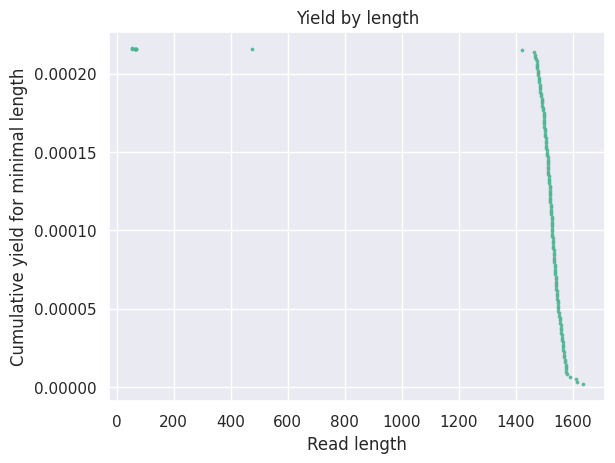 Yield by length
Cumulative yield for minimal length
0.00020
0.00015
0.00010
0.00005
0.00000
0 200 400 600 800 1000 1200 1400 1600
Read length